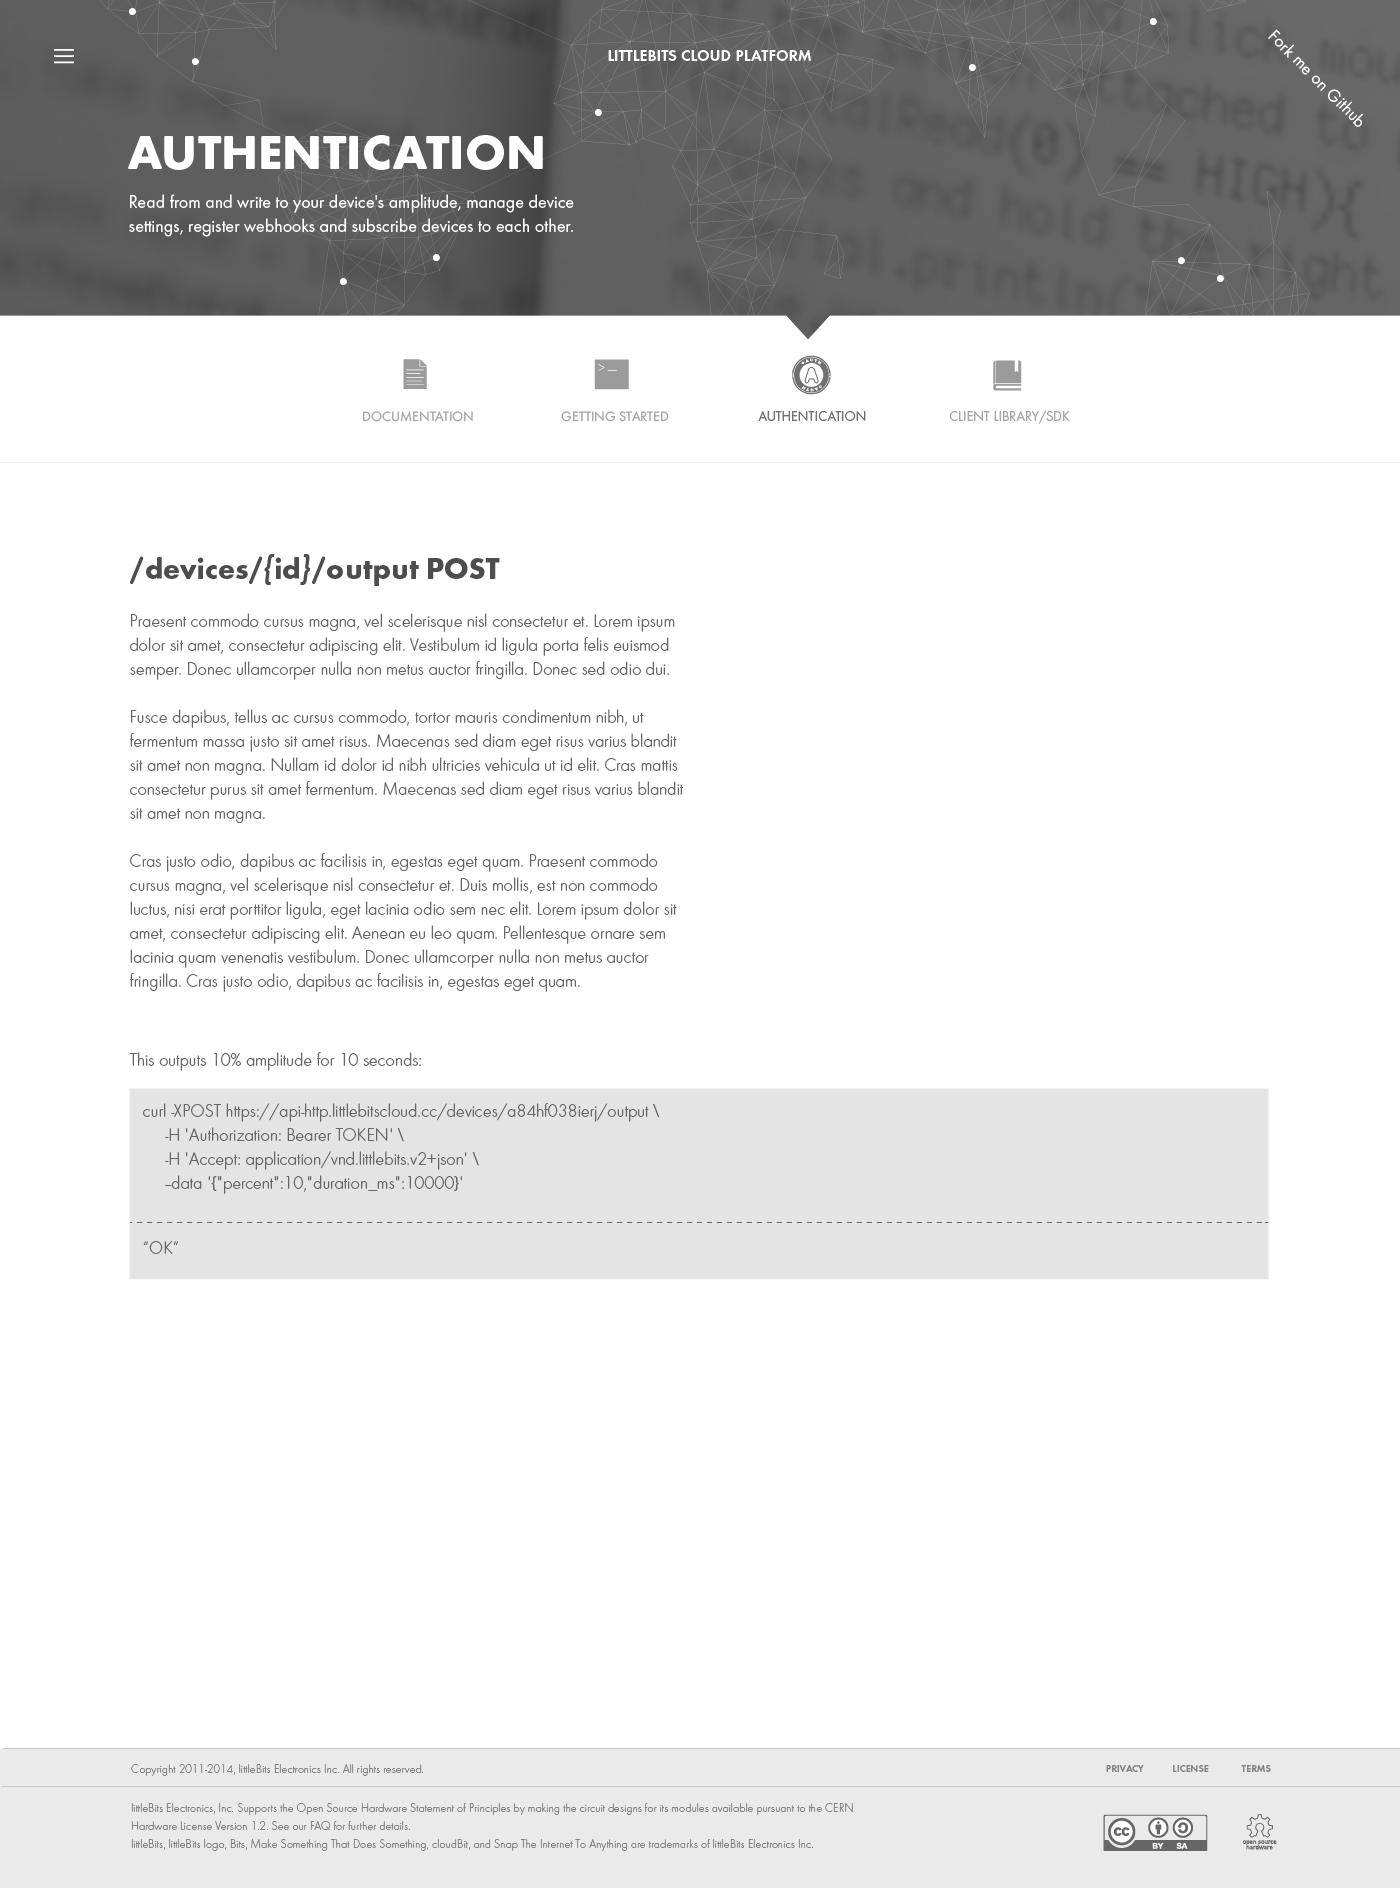 LITTLEBITS CLOUD PLATFORM
Fork me on Github
AUTHENTICATION
Read from and write to your device's amplitude, manage device
settings, register webhooks and subscribe devices to each other.
DOCUMENTATION
GETTING STARTED
AUTHENTICATION
CLIENT LIBRARY/SDK
/devices/{id}/output POST
Praesent commodo cursus magna, vel scelerisque nisl consectetur et. Lorem ipsum
dolor sit amet, consectetur adipiscing elit. Vestibulum id ligula porta felis euismod
semper. Donec ullamcorper nulla non metus auctor fringilla. Donec sed odio dui.
Fusce dapibus, tellus ac cursus commodo, tortor mauris condimentum nibh, ut
fermentum massa justo sit amet risus. Maecenas sed diam eget risus varius blandit
sit amet non magna. Nullam id dolor id nibh ultricies vehicula ut id elit. Cras mattis
consectetur purus sit amet fermentum. Maecenas sed diam eget risus varius blandit
sit amet non magna.
Cras justo odio, dapibus ac facilisis in, egestas eget quam. Praesent commodo
cursus magna, vel scelerisque nisl consectetur et. Duis mollis, est non commodo
luctus, nisi erat porttitor ligula, eget lacinia odio sem nec elit. Lorem ipsum dolor sit
amet, consectetur adipiscing elit. Aenean eu leo quam. Pellentesque ornare sem
lacinia quam venenatis vestibulum. Donec ullamcorper nulla non metus auctor
fringilla. Cras justo odio, dapibus ac facilisis in, egestas eget quam.
This outputs 10% amplitude for 10 seconds:
curl -XPOST https://api-http.littlebitscloud.cc/devices/a84hf038ierj/output \
-H 'Authorization: Bearer TOKEN' \
-H 'Accept: application/vnd.littlebits.v2+json' \
--data '{"percent":10,"duration_ms":10000}'
“OK”
Copyright 2011-2014, littleBits Electronics Inc. All rights reserved.
PRIVACY
LICENSE
TERMS
littleBits Electronics, Inc. Supports the Open Source Hardware Statement of Principles by making the circuit designs for its modules available pursuant to the CERN
Hardware License Version 1.2. See our FAQ for further details.
littleBits, littleBits logo, Bits, Make Something That Does Something, cloudBit, and Snap The Internet To Anything are trademarks of littleBits Electronics Inc.
cc
BY SA
open source
hardware